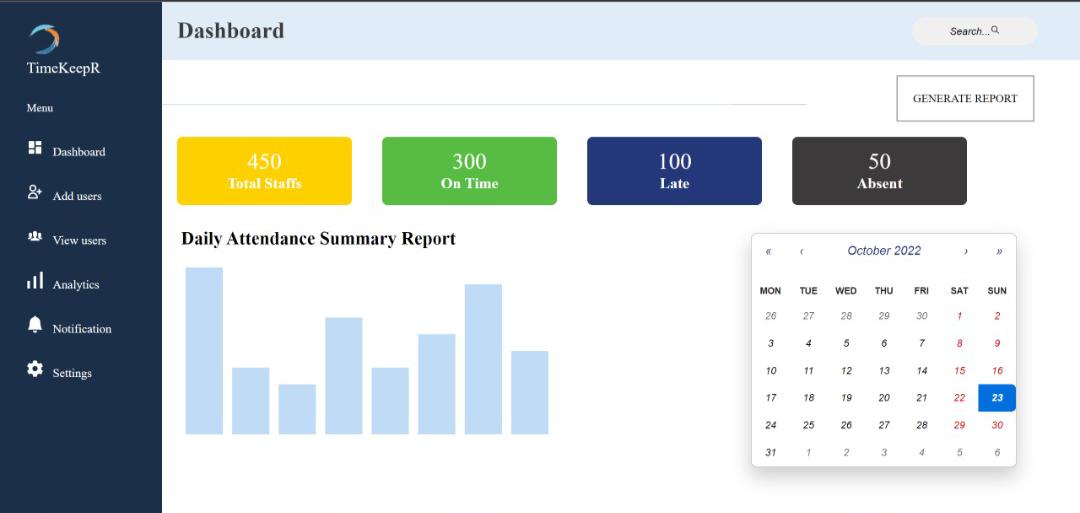 TimeKeepR
Menu
Dashboard
Add users
View users
Analytics
Notification
Settings
Dashboard
Search...
GENERATE REPORT
450
Total Staffs
300
On Time
100
Late
50
Absent
Daily Attendance Summary Report
« ‹ October 2022 › »
MON TUE WED THU FRI SAT SUN
26 27 28 29 30 1 2
3 4 5 6 7 8 9
10 11 12 13 14 15 16
17 18 19 20 21 22 23
24 25 26 27 28 29 30
31 1 2 3 4 5 6